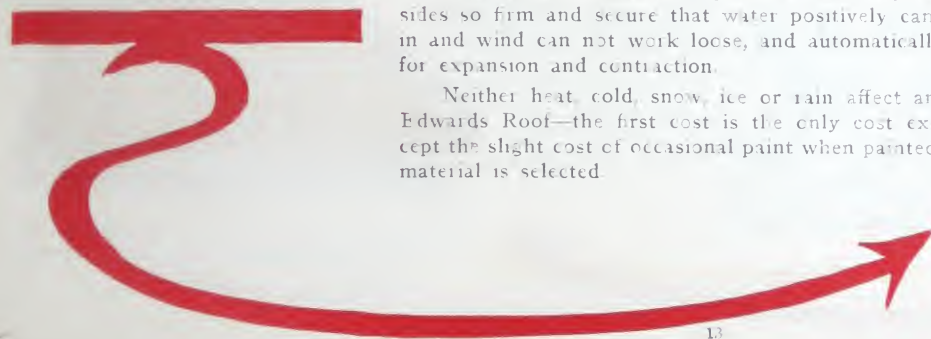 sides so firm and secure that water positively can
in and wind can not work loose, and automaticall
for expansion and contraction.
Neither heat, cold, snow, ice or rain affect an
Edwards Roof—the first cost is the only cost ex
cept the slight cost of occasional paint when painted
material is selected
13